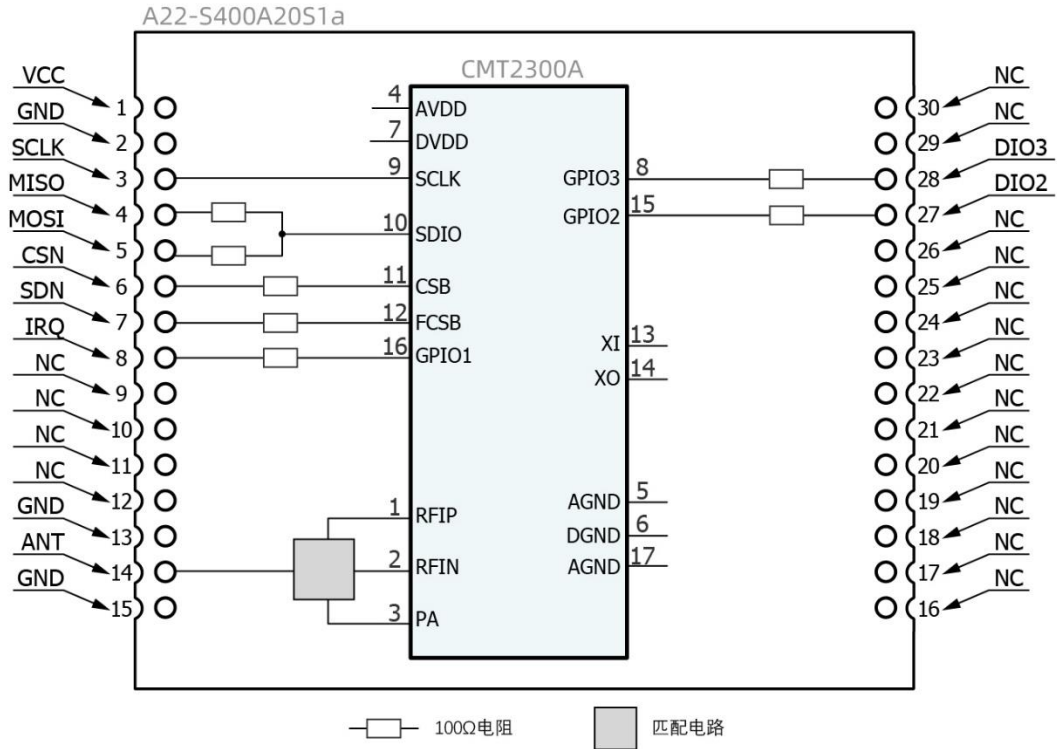 A22-S400A20S1a
CMT2300A
VCC 1
GND 2
SCLK 3
MISO 4
MOSI 5
CSN 6
SDN 7
IRQ 8
NC 9
NC 10
NC 11
NC 12
GND 13
ANT 14
GND 15
4 AVDD
7 DVDD
9 SCLK
10 SDIO
11 CSB
12 FCSB
16 GPIO1
1 RFIP
2 RFIN
3 PA
GPIO3 8
GPIO2 15
XI 13
XO 14
AGND 5
DGND 6
AGND 17
30 NC
29 NC
28 DIO3
27 DIO2
26 NC
25 NC
24 NC
23 NC
22 NC
21 NC
20 NC
19 NC
18 NC
17 NC
16 NC
100Ω电阻
匹配电路